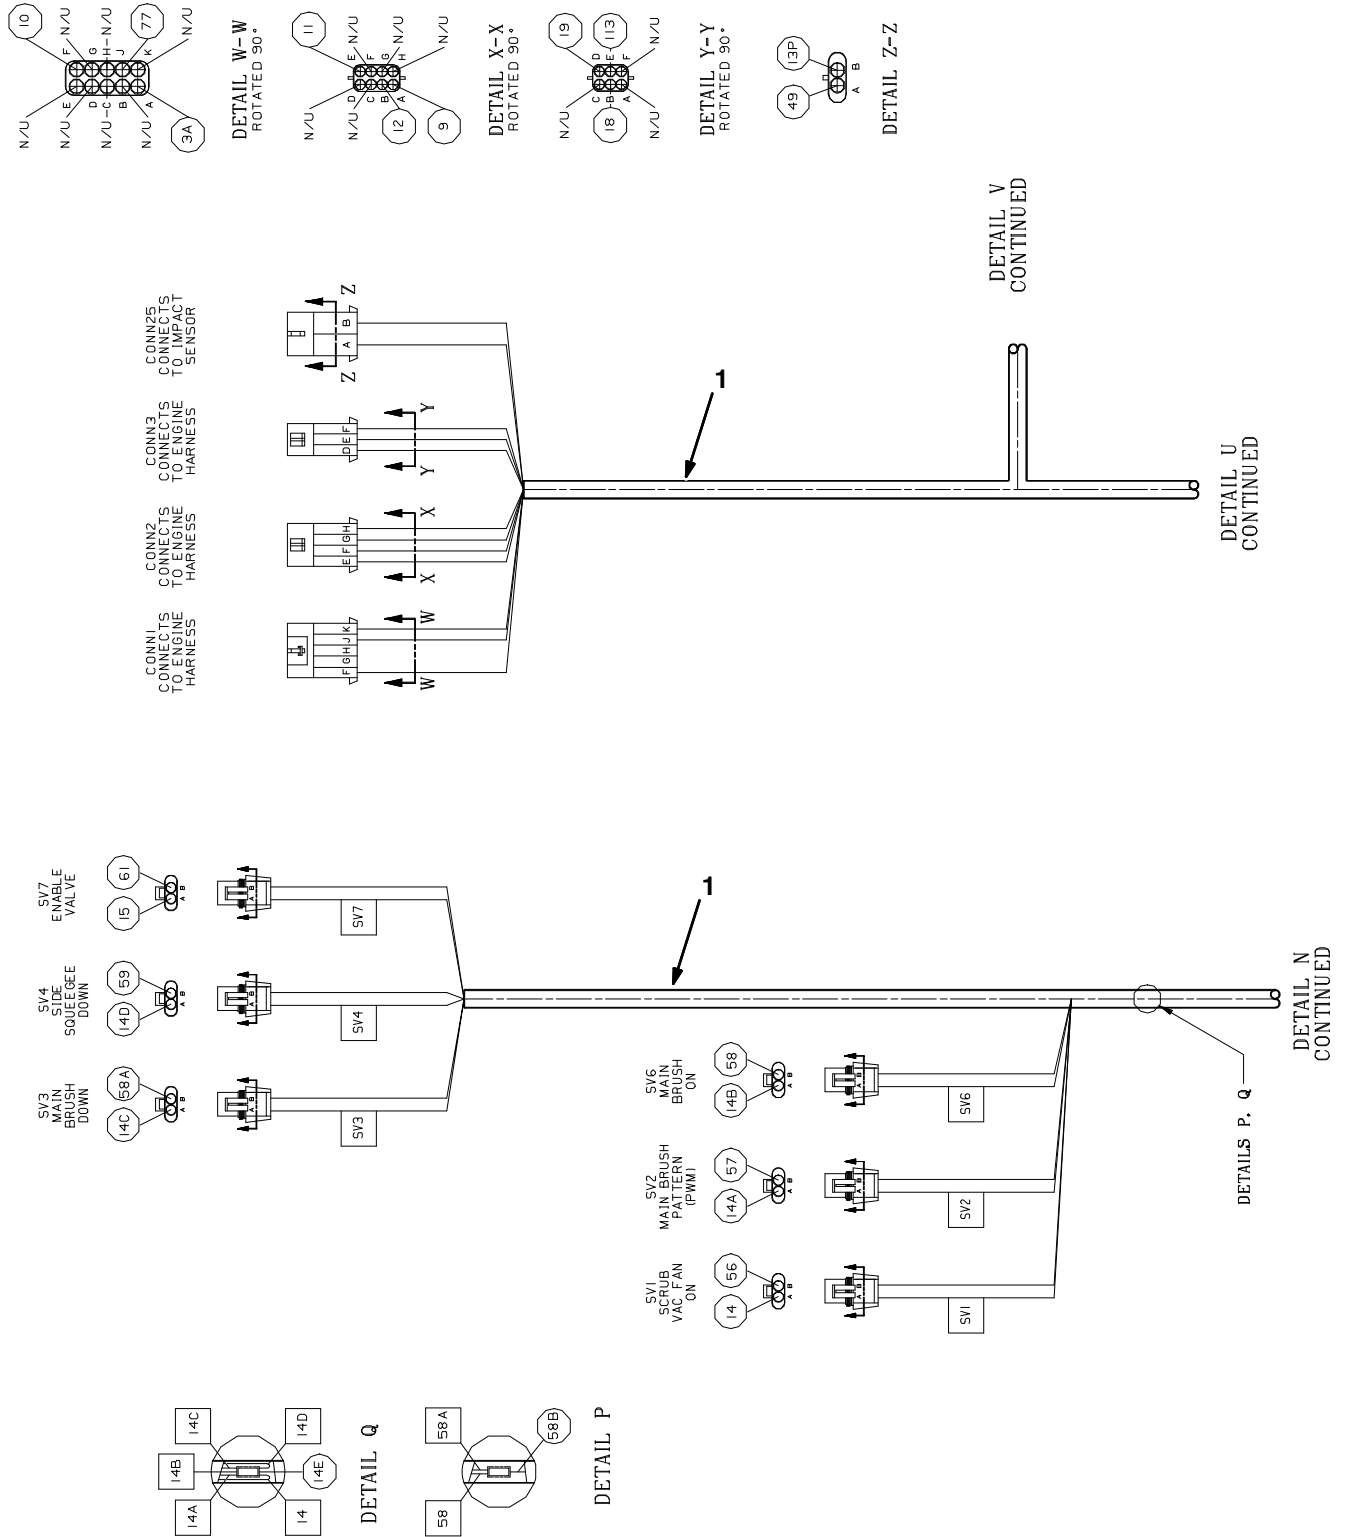 N/U
N/U
N/U
N/U
3A
10
N/U
N/U
77
N/U
E
D
C
B
A
F
G
H
J
K
DETAIL W-W
ROTATED 90°
N/U
N/U
12
9
11
N/U
N/U
N/U
D
C
B
A
E
F
G
H
DETAIL X-X
ROTATED 90°
N/U
18
N/U
19
113
N/U
C
B
A
D
E
F
DETAIL Y-Y
ROTATED 90°
49
13P
A
B
DETAIL Z-Z
CONN1
CONNECTS
TO ENGINE
HARNESS
F G H J K
W
W
CONN2
CONNECTS
TO ENGINE
HARNESS
E F G H
X
X
CONN3
CONNECTS
TO ENGINE
HARNESS
D E F
Y
Y
CONN25
CONNECTS
TO IMPACT
SENSOR
A B
Z
Z
1
DETAIL V
CONTINUED
DETAIL U
CONTINUED
SV3
MAIN
BRUSH
DOWN
14C
58A
A B
A B
SV3
SV4
SIDE
SQUEEGEE
DOWN
14D
59
A B
A B
SV4
SV7
ENABLE
VALVE
15
61
A B
A B
SV7
1
SV1
SCRUB
VAC FAN
ON
14
56
A B
A B
SV1
SV2
MAIN BRUSH
PATTERN
(PWM)
14A
57
A B
A B
SV2
SV6
MAIN
BRUSH
ON
14B
58
A B
A B
SV6
DETAILS P, Q
DETAIL N
CONTINUED
14A
14B
14C
14
14E
14D
DETAIL Q
58
58A
58B
DETAIL P